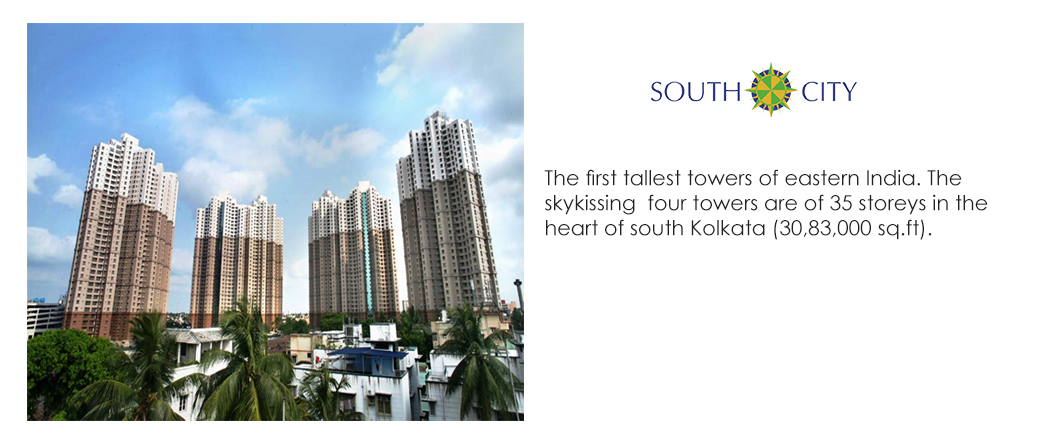 SOUTH CITY
The first tallest towers of eastern India. The
skykissing  four towers are of 35 storeys in the
heart of south Kolkata (30,83,000 sq.ft).